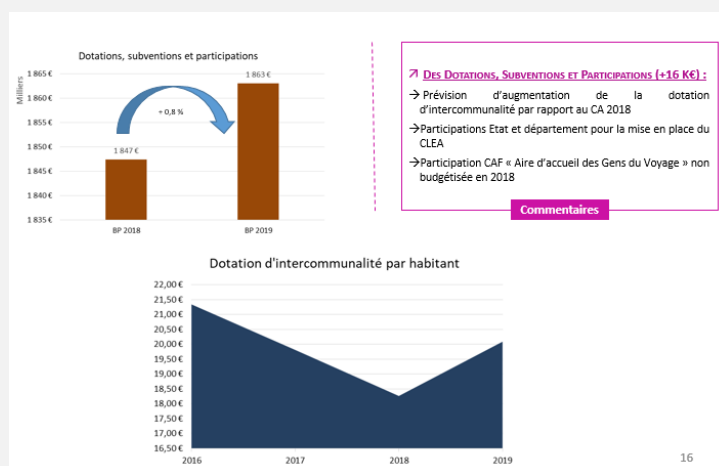 Dotations, subventions et participations
Milliers
1 865 €
1 860 €
1 855 €
1 850 €
1 845 €
1 840 €
1 835 €
1 847 €
+ 0,8 %
1 863 €
BP 2018
BP 2019
↗ DES DOTATIONS, SUBVENTIONS ET PARTICIPATIONS (+16 K€) :
→ Prévision d'augmentation de la dotation
d'intercommunalité par rapport au CA 2018
→Participations Etat et département pour la mise en place du
CLEA
→Participation CAF « Aire d'accueil des Gens du Voyage » non
budgétisée en 2018
Commentaires
Dotation d'intercommunalité par habitant
22,00 €
21,50 €
21,00 €
20,50 €
20,00 €
19,50 €
19,00 €
18,50 €
18,00 €
17,50 €
17,00 €
16,50 €
2016
2017
2018
2019
16